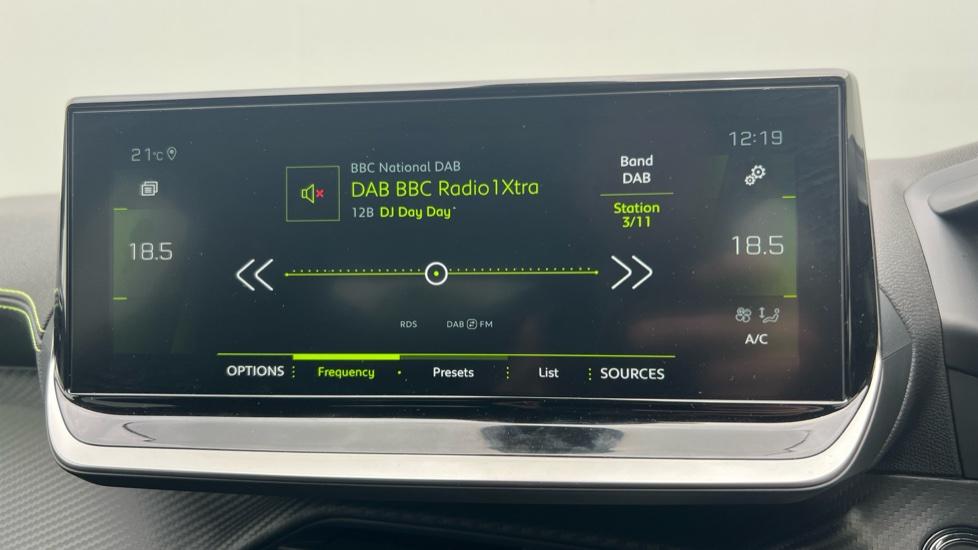 21°C
12:19
BBC National DAB
DAB BBC Radio1Xtra
12B DJ Day Day
Band
DAB
Station
3/11
18.5
18.5
RDS
DAB FM
A/C
OPTIONS
Frequency
Presets
List
SOURCES